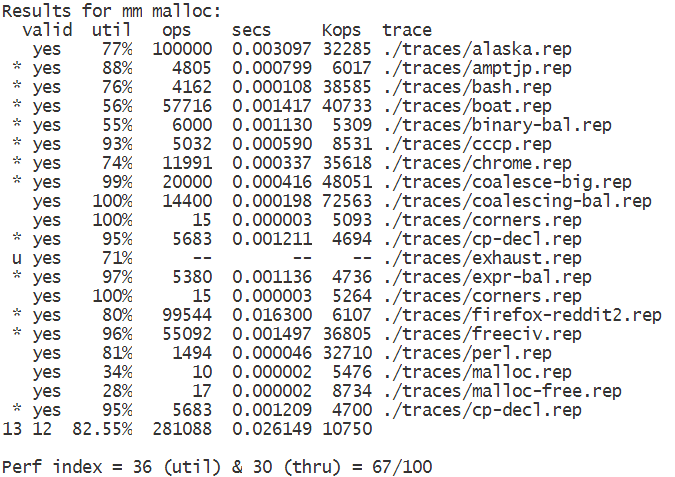 Results for mm malloc:
  valid  util   ops    secs     Kops  trace
   yes   77%  100000  0.003097 32285 ./traces/alaska.rep
 * yes   88%    4805  0.000799  6017 ./traces/amptjp.rep
 * yes   76%    4162  0.000108 38585 ./traces/bash.rep
 * yes   56%   57716  0.001417 40733 ./traces/boat.rep
 * yes   55%    6000  0.001130  5309 ./traces/binary-bal.rep
 * yes   93%    5032  0.000590  8531 ./traces/cccp.rep
 * yes   74%   11991  0.000337 35618 ./traces/chrome.rep
 * yes   99%   20000  0.000416 48051 ./traces/coalesce-big.rep
   yes  100%   14400  0.000198 72563 ./traces/coalescing-bal.rep
   yes  100%      15  0.000003  5093 ./traces/corners.rep
 * yes   95%    5683  0.001211  4694 ./traces/cp-decl.rep
 u yes   71%      --        --    -- ./traces/exhaust.rep
 * yes   97%    5380  0.001136  4736 ./traces/expr-bal.rep
   yes  100%      15  0.000003  5264 ./traces/corners.rep
 * yes   80%   99544  0.016300  6107 ./traces/firefox-reddit2.rep
 * yes   96%   55092  0.001497 36805 ./traces/freeciv.rep
   yes   81%    1494  0.000046 32710 ./traces/perl.rep
   yes   34%      10  0.000002  5476 ./traces/malloc.rep
   yes   28%      17  0.000002  8734 ./traces/malloc-free.rep
 * yes   95%    5683  0.001209  4700 ./traces/cp-decl.rep
13 12  82.55%  281088  0.026149 10750
Perf index = 36 (util) & 30 (thru) = 67/100